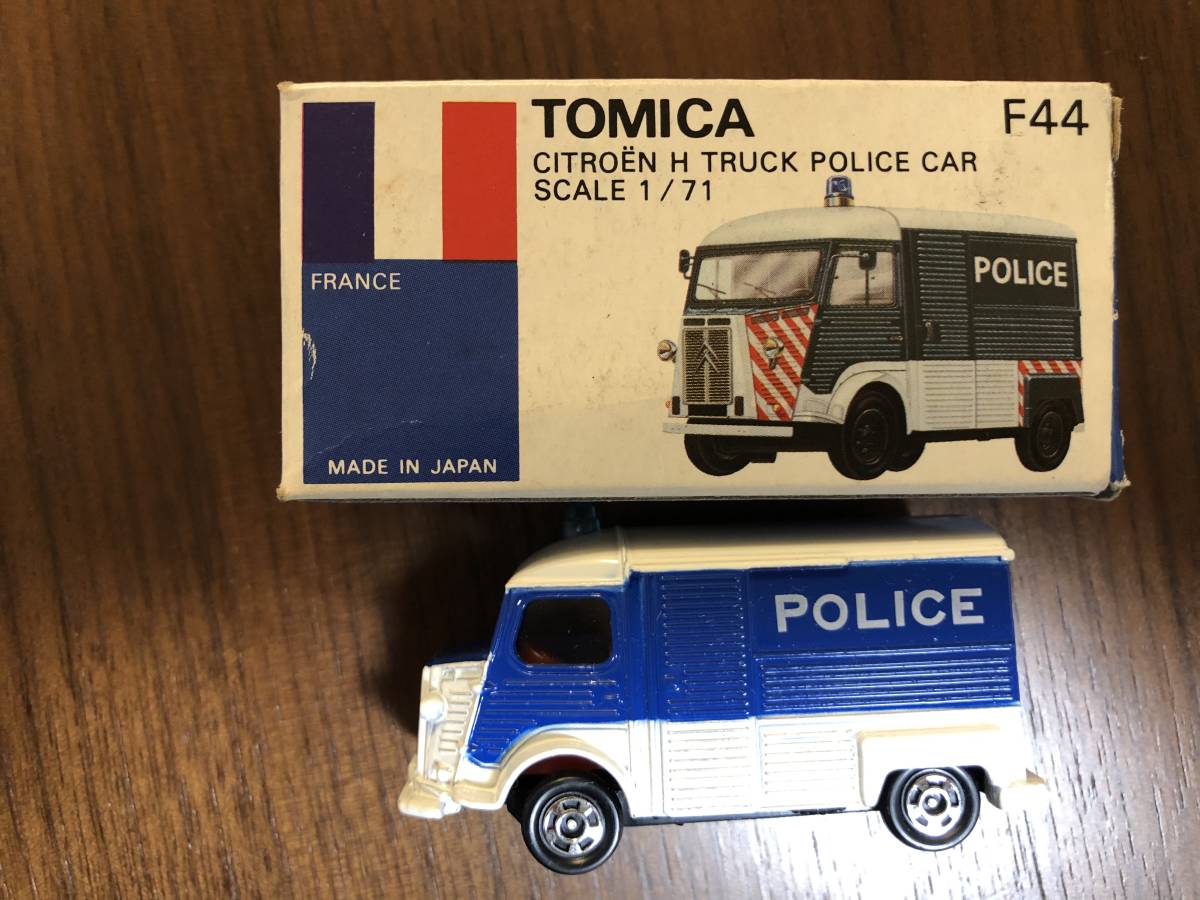 TOMICA
F44
CITROËN H TRUCK POLICE CAR
SCALE 1/71
FRANCE
POLICE
MADE IN JAPAN
POLICE